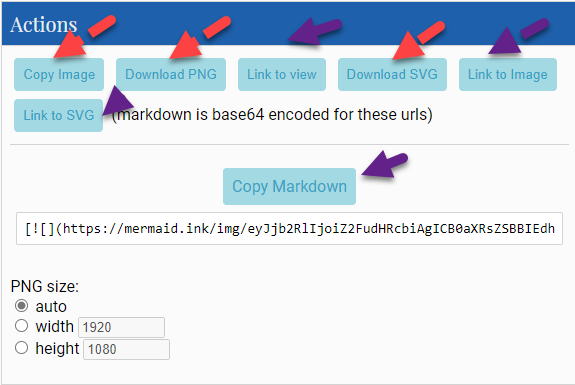 Actions
Copy Image Download PNG Link to view Download SVG Link to Image
Link to SVG (markdown is base64 encoded for these urls)
Copy Markdown
[![](https://mermaid.ink/img/eyJjb2RlIjoiZ2FudHRcbiAgICB0aXRsZSBBIEdh
PNG size:
auto
width 1920
height 1080